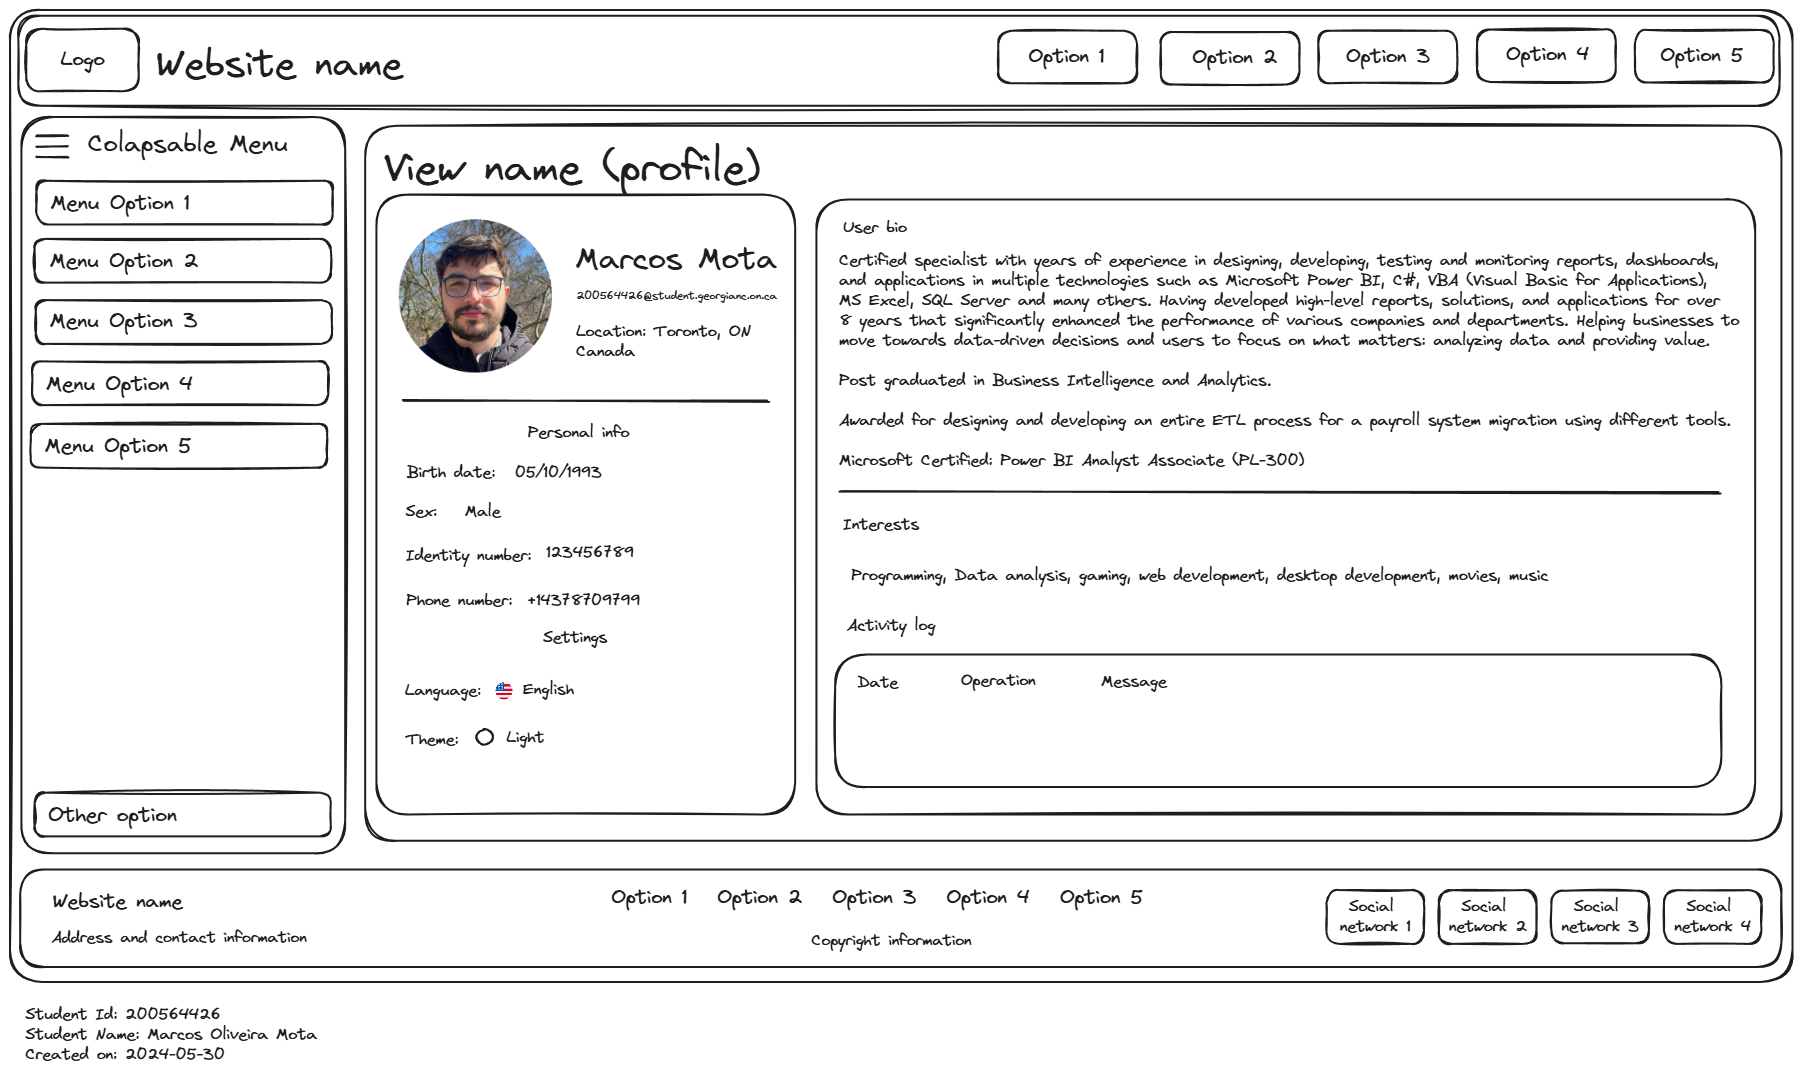 Logo
Website name
Option 1
Option 2
Option 3
Option 4
Option 5
Colapsable Menu
Menu Option 1
Menu Option 2
Menu Option 3
Menu Option 4
Menu Option 5
Other option
View name (profile)
Marcos Mota
200564426@student.georgianc.on.ca
Location: Toronto, ON
Canada
Personal info
Birth date: 05/10/1993
Sex: Male
Identity number: 123456789
Phone number: +14378709799
Settings
Language: English
Theme: Light
User bio
Certified specialist with years of experience in designing, developing, testing and monitoring reports, dashboards,
and applications in multiple technologies such as Microsoft Power BI, C#, VBA (Visual Basic for Applications),
MS Excel, SQL Server and many others. Having developed high-level reports, solutions, and applications for over
8 years that significantly enhanced the performance of various companies and departments. Helping businesses to
move towards data-driven decisions and users to focus on what matters: analyzing data and providing value.
Post graduated in Business Intelligence and Analytics.
Awarded for designing and developing an entire ETL process for a payroll system migration using different tools.
Microsoft Certified: Power BI Analyst Associate (PL-300)
Interests
Programming, Data analysis, gaming, web development, desktop development, movies, music
Activity log
Date Operation Message
Website name
Address and contact information
Option 1 Option 2 Option 3 Option 4 Option 5
Copyright information
Social
network 1
Social
network 2
Social
network 3
Social
network 4
Student Id: 200564426
Student Name: Marcos Oliveira Mota
Created on: 2024-05-30